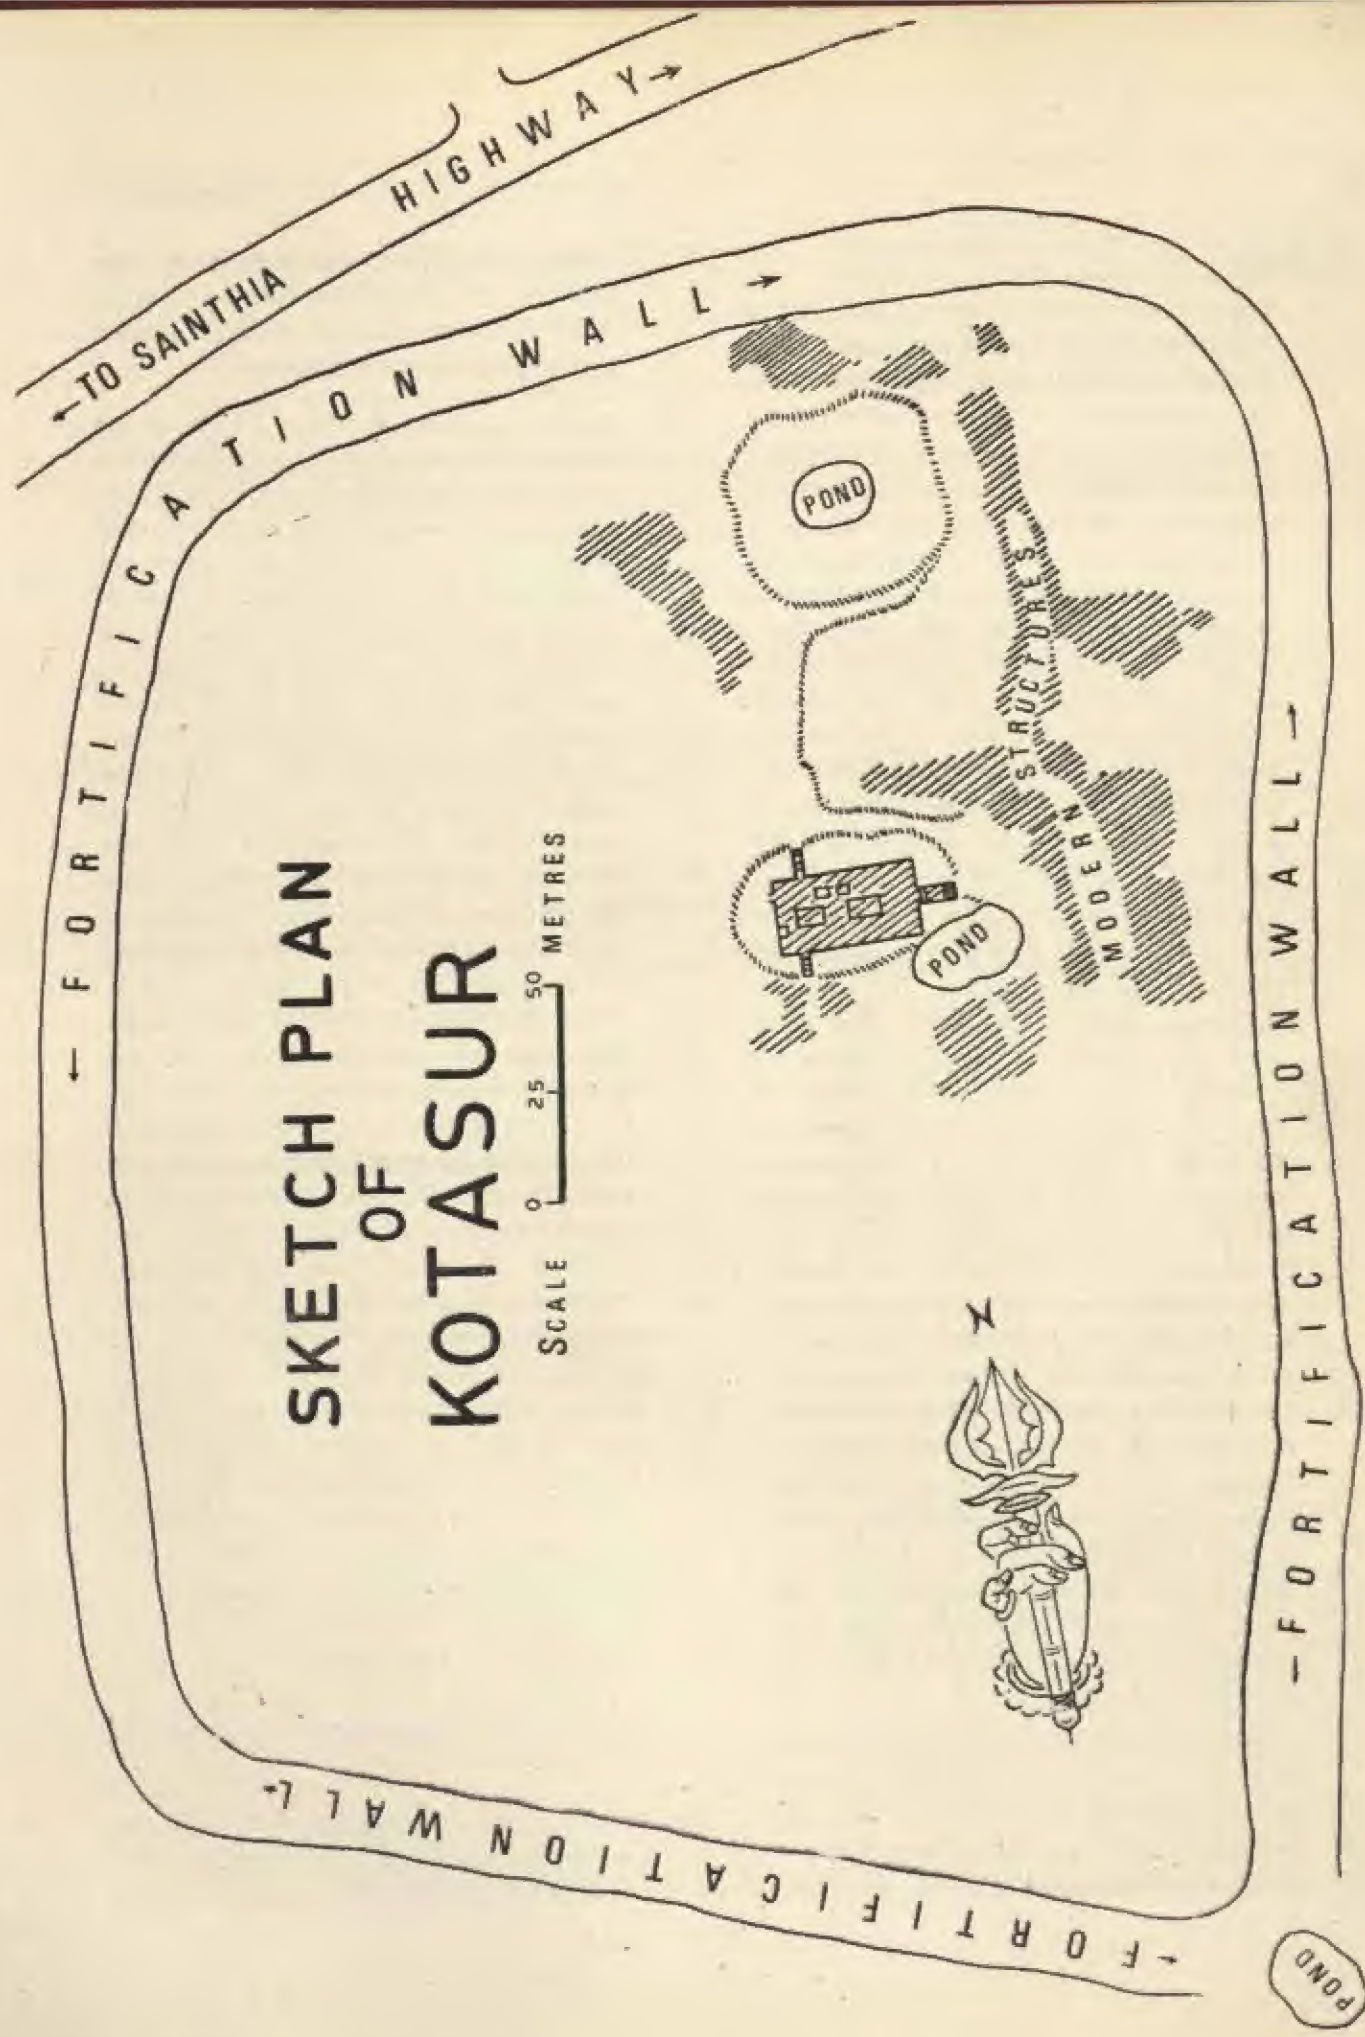 SKETCH PLAN
OF
KOTASUR
SCALE 0 25 50 METRES
← TO SAINTHIA HIGHWAY →
← FORTIFICATION WALL →
POND
MODERN STRUCTURES
POND
N
FORTIFICATION WALL →
FORTIFICATION WALL
POND